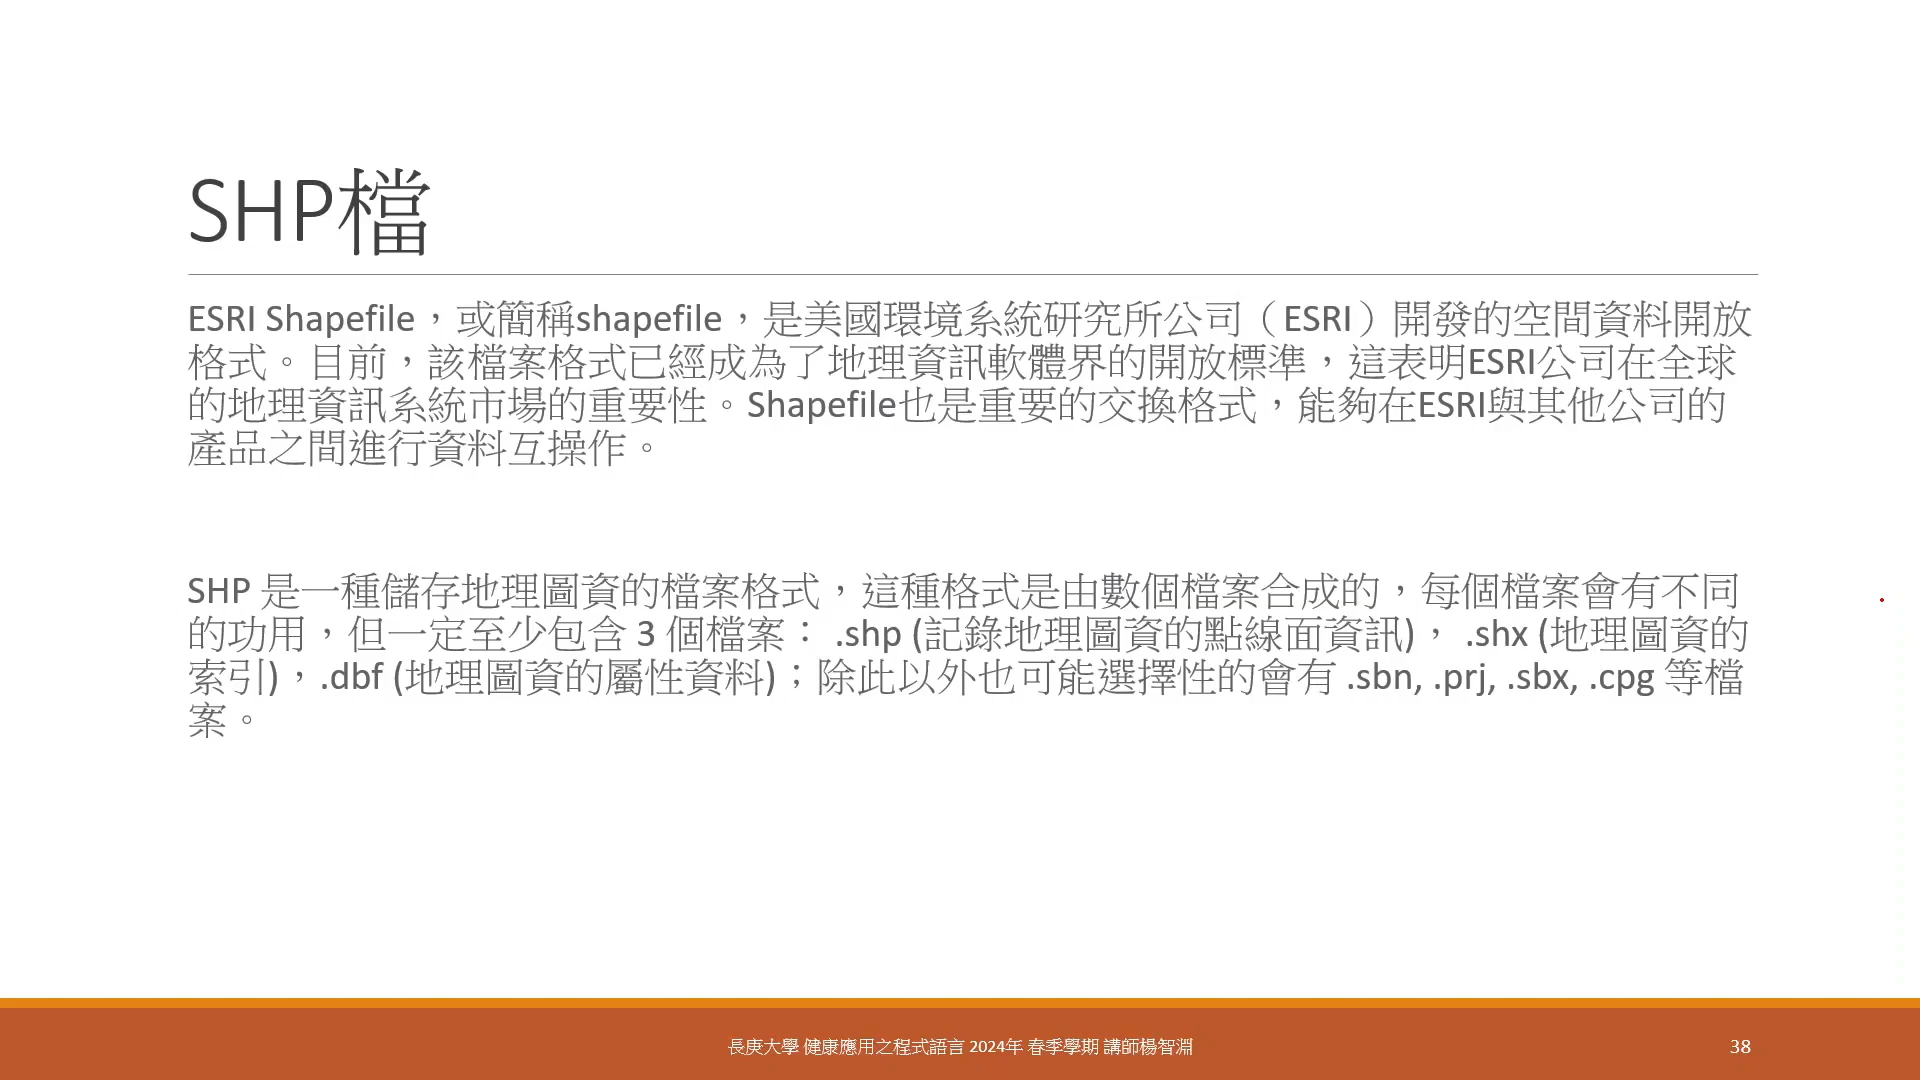 SHP檔
ESRI Shapefile，或簡稱shapefile，是美國環境系統研究所公司（ESRI）開發的空間資料開放
格式。目前，該檔案格式已經成為了地理資訊軟體界的開放標準，這表明ESRI公司在全球
的地理資訊系統市場的重要性。Shapefile也是重要的交換格式，能夠在ESRI與其他公司的
產品之間進行資料互操作。
SHP 是一種儲存地理圖資的檔案格式，這種格式是由數個檔案合成的，每個檔案會有不同
的功用，但一定至少包含 3 個檔案： .shp (記錄地理圖資的點線面資訊)， .shx (地理圖資的
索引)，.dbf (地理圖資的屬性資料)；除此以外也可能選擇性的會有 .sbn, .prj, .sbx, .cpg 等檔
案。
長庚大學 健康應用之程式語言 2024年 春季學期 講師楊智淵
38